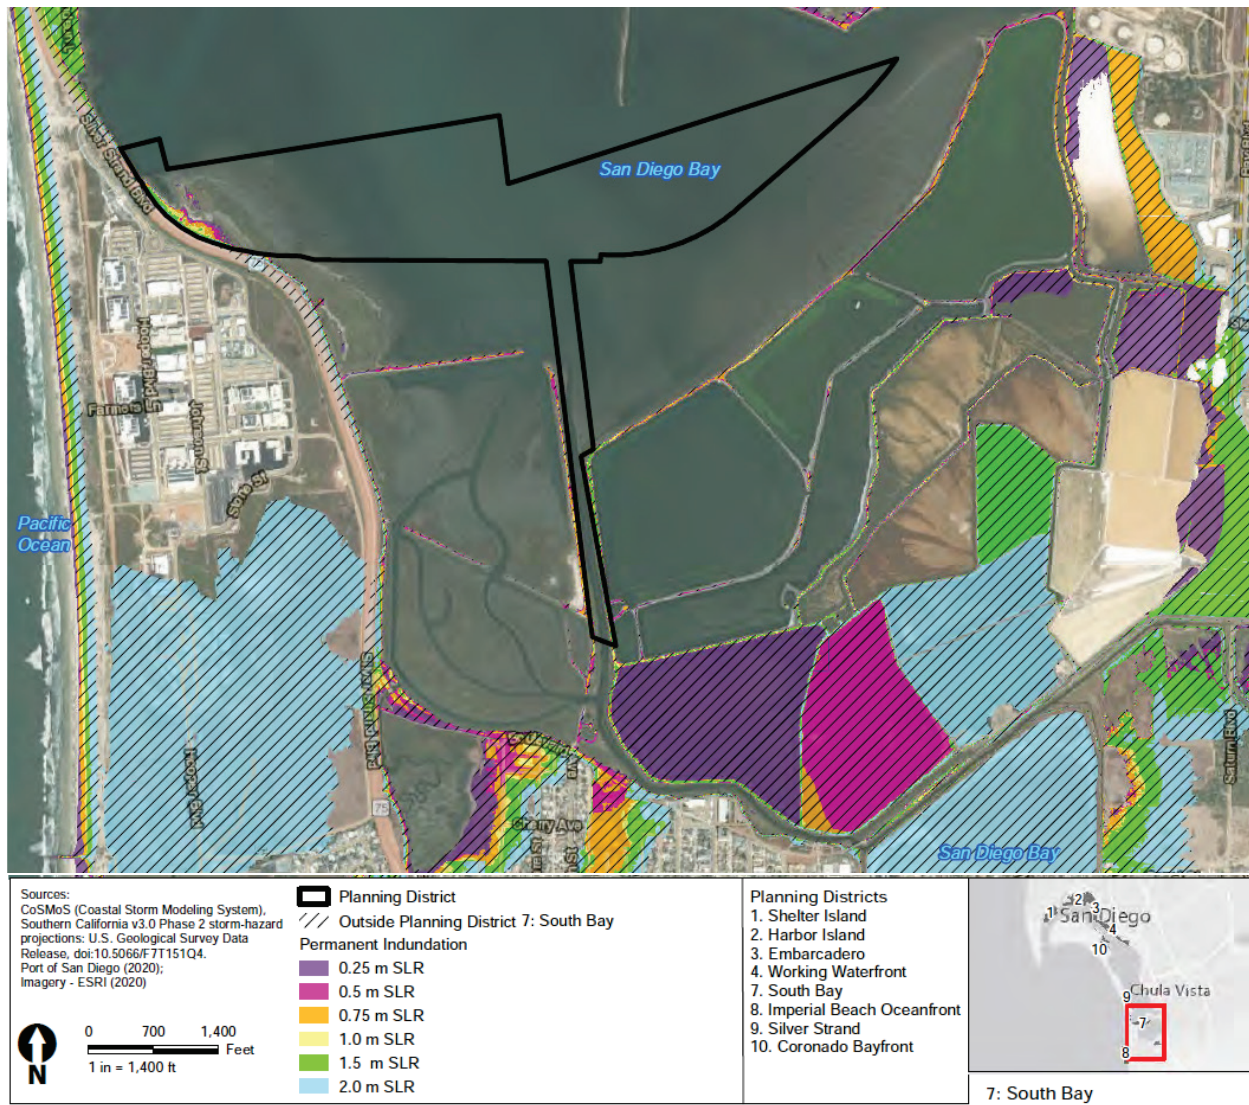 Silver Strand Blvd
San Diego Bay
Hooper Blvd
Farmers
Johnson St
Stone St
Pacific
Ocean
Silver Strand Blvd
Hooper Blvd
75
Cherry Ave
Saturn Blvd
San Diego Bay
Sources:
CoSMoS (Coastal Storm Modeling System),
Southern California v3.0 Phase 2 storm-hazard
projections: U.S. Geological Survey Data
Release, doi:10.5066/F7T151Q4.
Port of San Diego (2020);
Imagery - ESRI (2020)
N
0 700 1,400
Feet
1 in = 1,400 ft
Planning District
Outside Planning District 7: South Bay
Permanent Indundation
0.25 m SLR
0.5 m SLR
0.75 m SLR
1.0 m SLR
1.5 m SLR
2.0 m SLR
Planning Districts
1. Shelter Island
2. Harbor Island
3. Embarcadero
4. Working Waterfront
7. South Bay
8. Imperial Beach Oceanfront
9. Silver Strand
10. Coronado Bayfront
1
2
3
San Diego
4
10
Chula Vista
9
7
8
7: South Bay